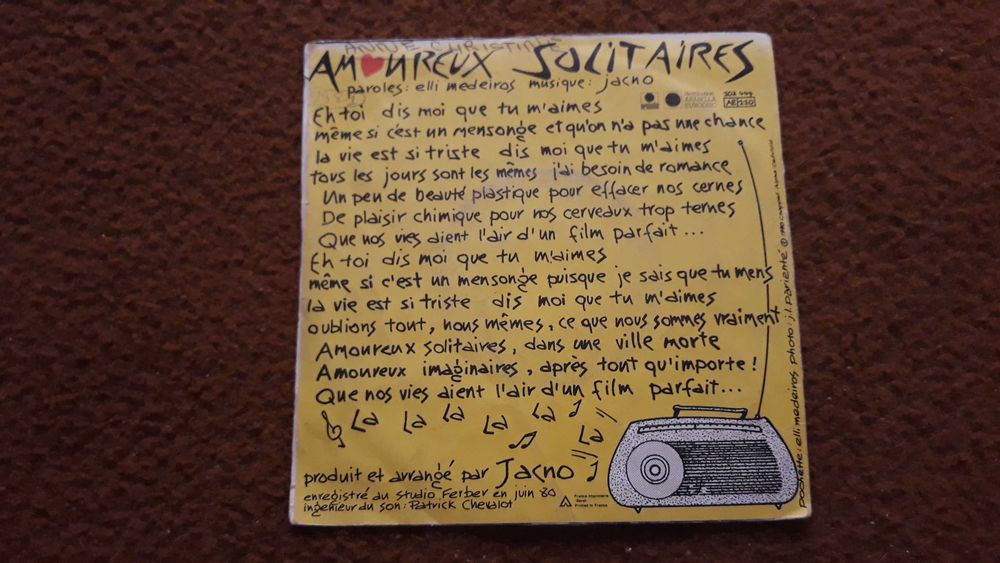 ANNE CHRISTINE
AM♥UREUX SOLITAIRES
paroles: elli medeiros musique: jacno
Eh toi dis moi que tu m'aimes
même si c'est un mensonge et qu'on n'a pas une chance
la vie est si triste dis moi que tu m'aimes
tous les jours sont les mêmes j'ai besoin de romance
Un peu de beauté plastique pour effacer nos cernes
De plaisir chimique pour nos cerveaux trop ternes
Que nos vies aient l'air d'un film parfait...
Eh toi dis moi que tu m'aimes
même si c'est un mensonge puisque je sais que tu mens
la vie est si triste dis moi que tu m'aimes
oublions tout, nous mêmes, ce que nous sommes vraiment
Amoureux solitaires, dans une ville morte
Amoureux imaginaires, après tout qu'importe!
Que nos vies aient l'air d'un film parfait...
La La La La La La
produit et arrangé par Jacno
enregistré au studio Ferber en juin 80
ingénieur du son: Patrick Chevalot
Printed in France
pochette: elli medeiros photo: j.l. Parienté